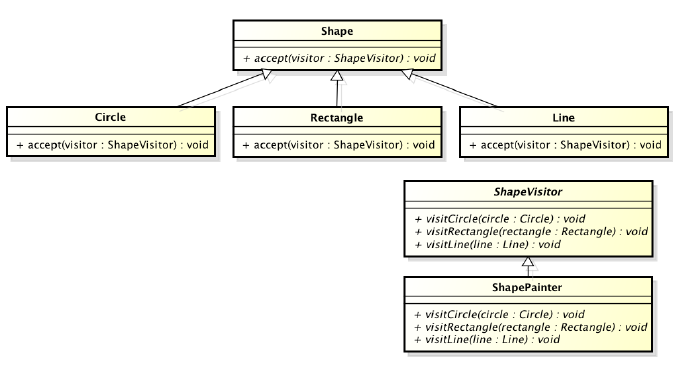 Shape
+ accept(visitor : ShapeVisitor) : void
Circle
+ accept(visitor : ShapeVisitor) : void
Rectangle
+ accept(visitor : ShapeVisitor) : void
Line
+ accept(visitor : ShapeVisitor) : void
ShapeVisitor
+ visitCircle(circle : Circle) : void
+ visitRectangle(rectangle : Rectangle) : void
+ visitLine(line : Line) : void
ShapePainter
+ visitCircle(circle : Circle) : void
+ visitRectangle(rectangle : Rectangle) : void
+ visitLine(line : Line) : void